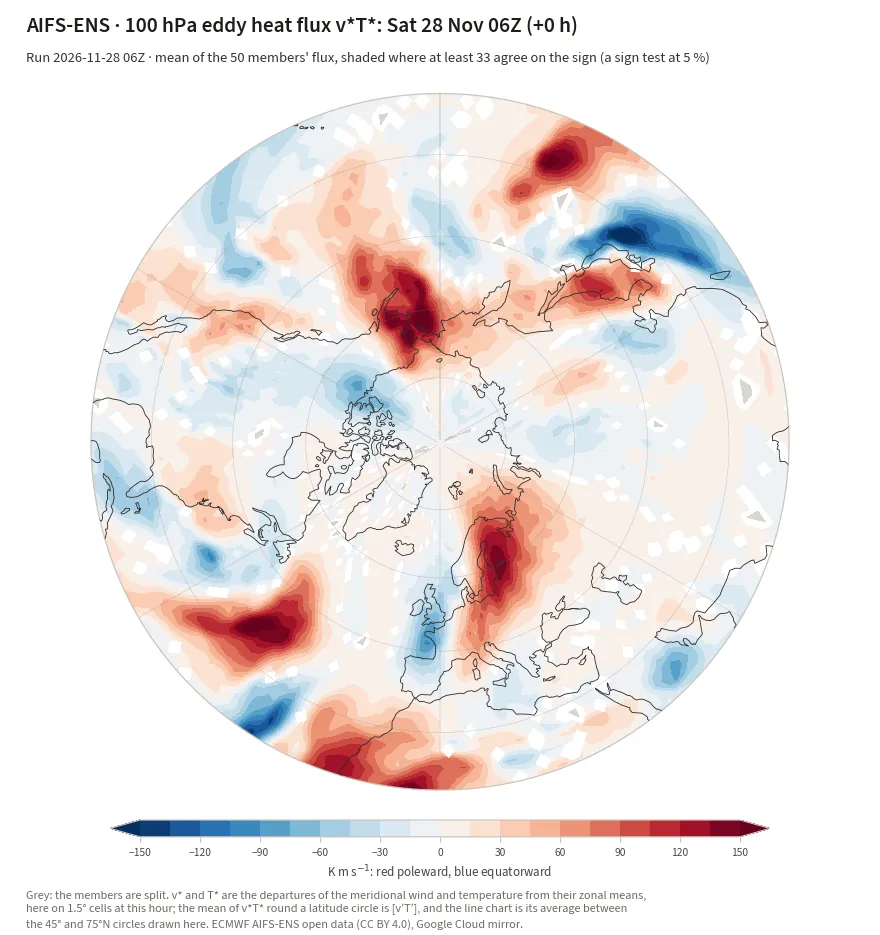 AIFS-ENS · 100 hPa eddy heat flux v*T*: Sat 28 Nov 06Z (+0 h)
Run 2026-11-28 06Z · mean of the 50 members' flux, shaded where at least 33 agree on the sign (a sign test at 5 %)
−150 −120 −90 −60 −30 0 30 60 90 120 150
K m s⁻¹: red poleward, blue equatorward
Grey: the members are split. v* and T* are the departures of the meridional wind and temperature from their zonal means,
here on 1.5° cells at this hour; the mean of v*T* round a latitude circle is [v'T'], and the line chart is its average between
the 45° and 75°N circles drawn here. ECMWF AIFS-ENS open data (CC BY 4.0), Google Cloud mirror.